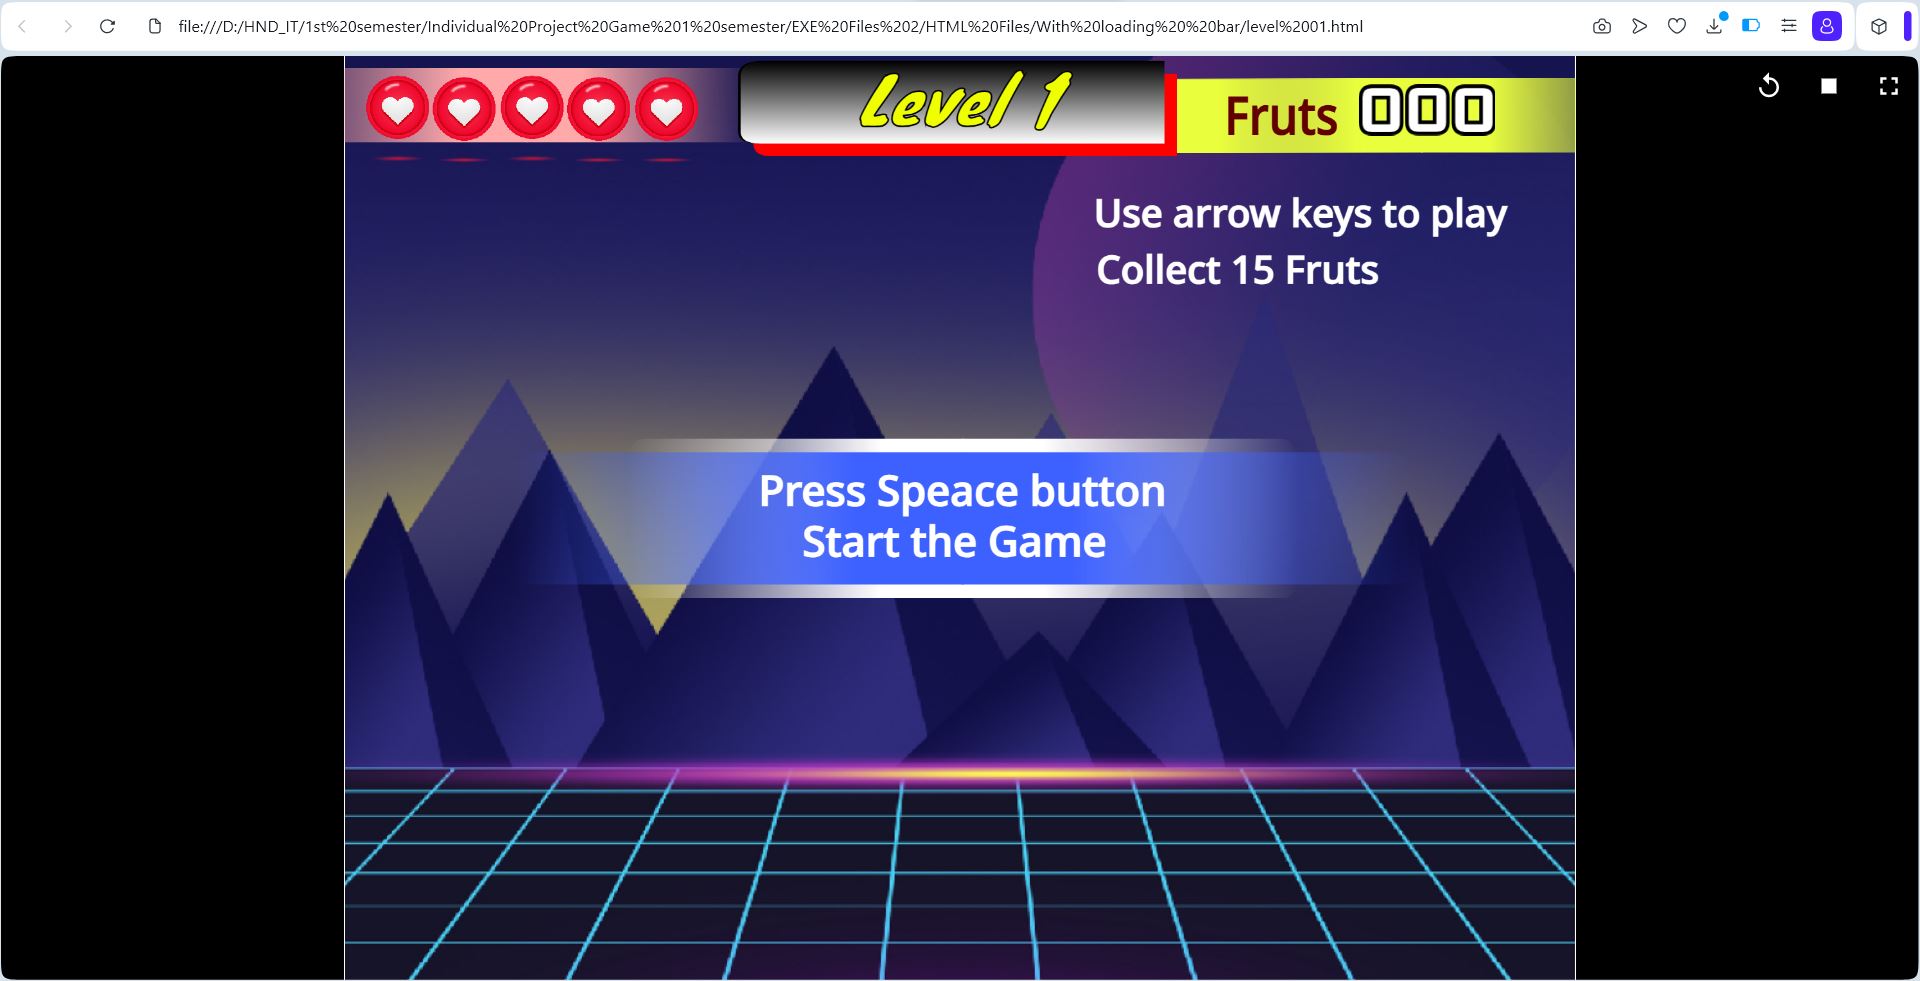 file:///D:/HND_IT/1st%20semester/Individual%20Project%20Game%201%20semester/EXE%20Files%202/HTML%20Files/With%20loading%20%20bar/level%2001.html
Level 1
Fruts 000
Use arrow keys to play
Collect 15 Fruts
Press Speace button
Start the Game